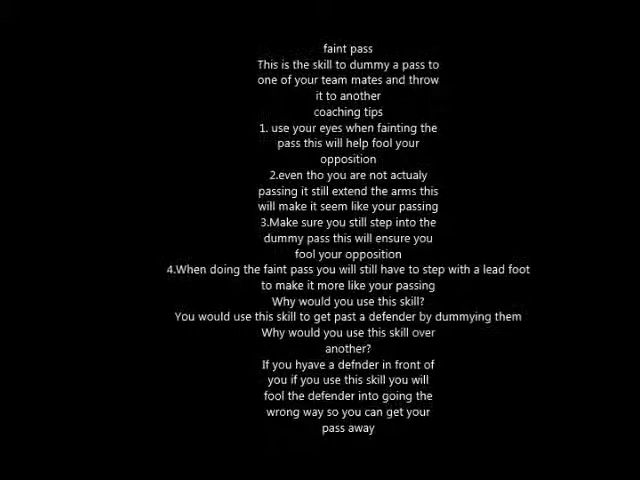 faint pass
This is the skill to dummy a pass to
one of your team mates and throw
it to another
coaching tips
1. use your eyes when fainting the
pass this will help fool your
opposition
2.even tho you are not actualy
passing it still extend the arms this
will make it seem like your passing
3.Make sure you still step into the
dummy pass this will ensure you
fool your opposition
4.When doing the faint pass you will still have to step with a lead foot
to make it more like your passing
Why would you use this skill?
You would use this skill to get past a defender by dummying them
Why would you use this skill over
another?
If you hyave a defnder in front of
you if you use this skill you will
fool the defender into going the
wrong way so you can get your
pass away